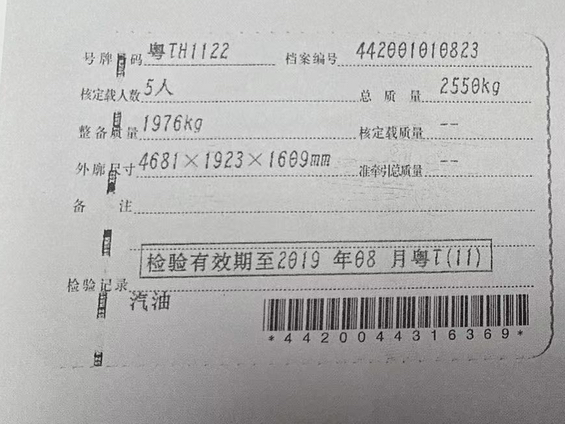 号牌号码 粤TH1122 档案编号 442001010823
核定载人数 5人 总质量 2550kg
整备质量 1976kg 核定载质量 --
外廓尺寸 4681×1923×1609mm 准牵引总质量 --
备注
检验有效期至2019 年08 月粤T(11)
检验记录
汽油
*4420044316369*